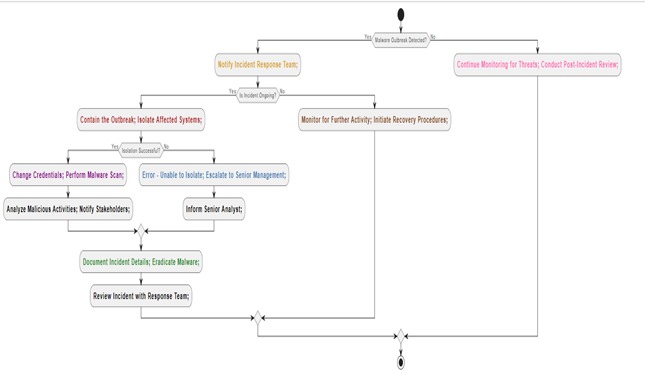 Malware Outbreak Detected?
Yes
No
Notify Incident Response Team;
Continue Monitoring for Threats; Conduct Post-Incident Review;
Is Incident Ongoing?
Yes
No
Contain the Outbreak; Isolate Affected Systems;
Monitor for Further Activity; Initiate Recovery Procedures;
Isolation Successful?
Yes
No
Change Credentials; Perform Malware Scan;
Error - Unable to Isolate; Escalate to Senior Management;
Analyze Malicious Activities; Notify Stakeholders;
Inform Senior Analyst;
Document Incident Details; Eradicate Malware;
Review Incident with Response Team;